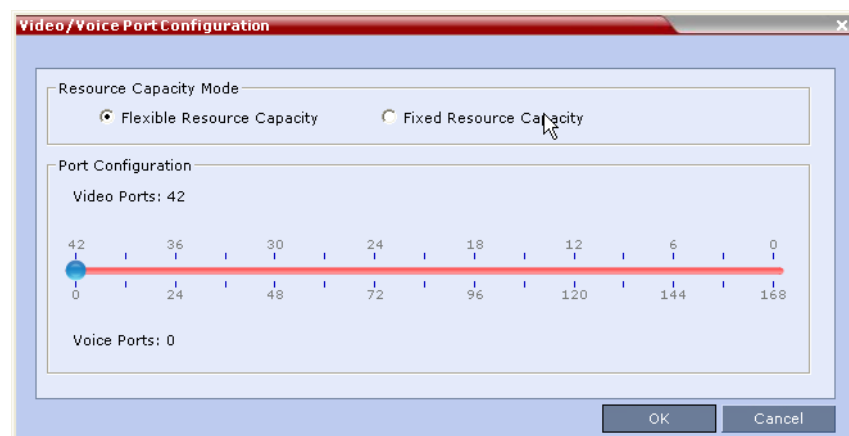 Video/Voice Port Configuration
Resource Capacity Mode
Flexible Resource Capacity Fixed Resource Capacity
Port Configuration
Video Ports: 42
42 36 30 24 18 12 6 0
0 24 48 72 96 120 144 168
Voice Ports: 0
OK Cancel